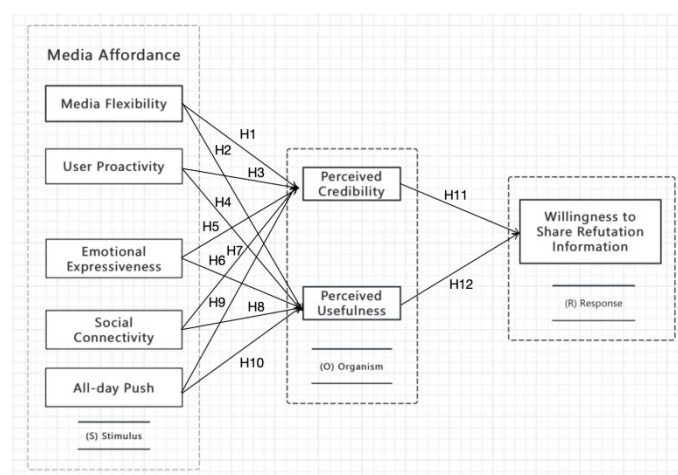 Media Affordance
Media Flexibility
User Proactivity
Emotional
Expressiveness
Social
Connectivity
All-day Push
(S) Stimulus
H1
H2
H3
H4
H5
H7
H6
H9
H8
H10
Perceived
Credibility
Perceived
Usefulness
(O) Organism
H11
H12
Willingness to
Share Refutation
Information
(R) Response